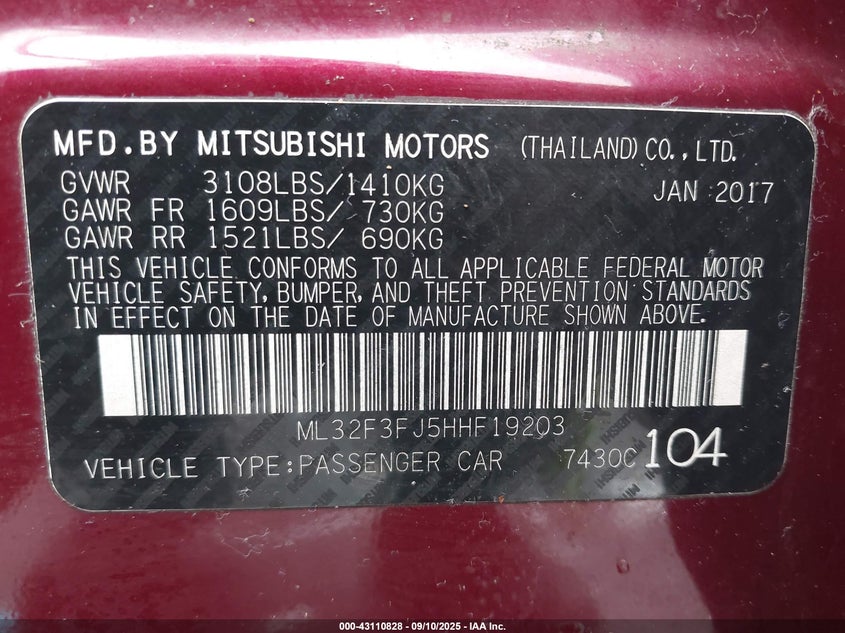 MFD.BY MITSUBISHI MOTORS (THAILAND) CO., LTD.
GVWR 3108LBS/1410KG JAN 2017
GAWR FR 1609LBS/ 730KG
GAWR RR 1521LBS/ 690KG
THIS VEHICLE CONFORMS TO ALL APPLICABLE FEDERAL MOTOR
VEHICLE SAFETY, BUMPER, AND THEFT PREVENTION STANDARDS
IN EFFECT ON THE DATE OF MANUFACTURE SHOWN ABOVE.
ML32F3FJ5HHF19203
VEHICLE TYPE:PASSENGER CAR 7430C 104
000-43110828 - 09/10/2025 - IAA Inc.